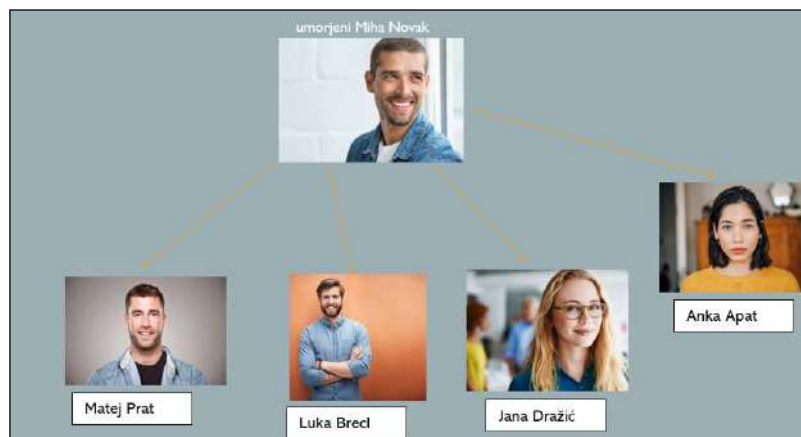 umorjeni Miha Novak
Anka Apat
Matej Prat
Luka Brecl
Jana Dražić